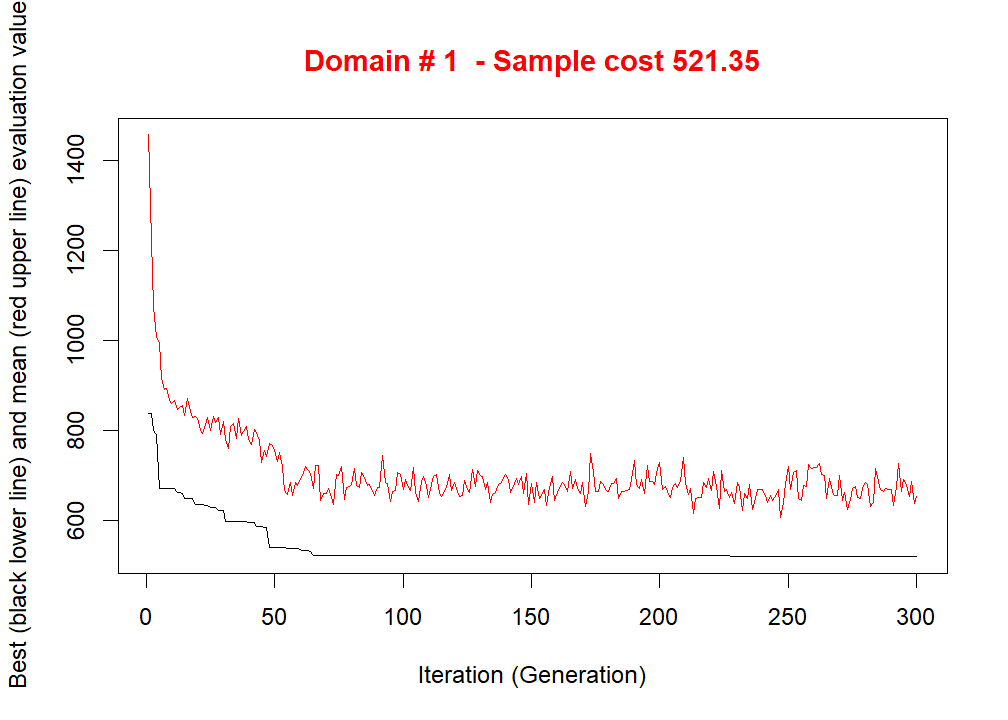 Domain # 1  - Sample cost 521.35
Best (black lower line) and mean (red upper line) evaluation value
1400
1200
1000
800
600
0 50 100 150 200 250 300
Iteration (Generation)